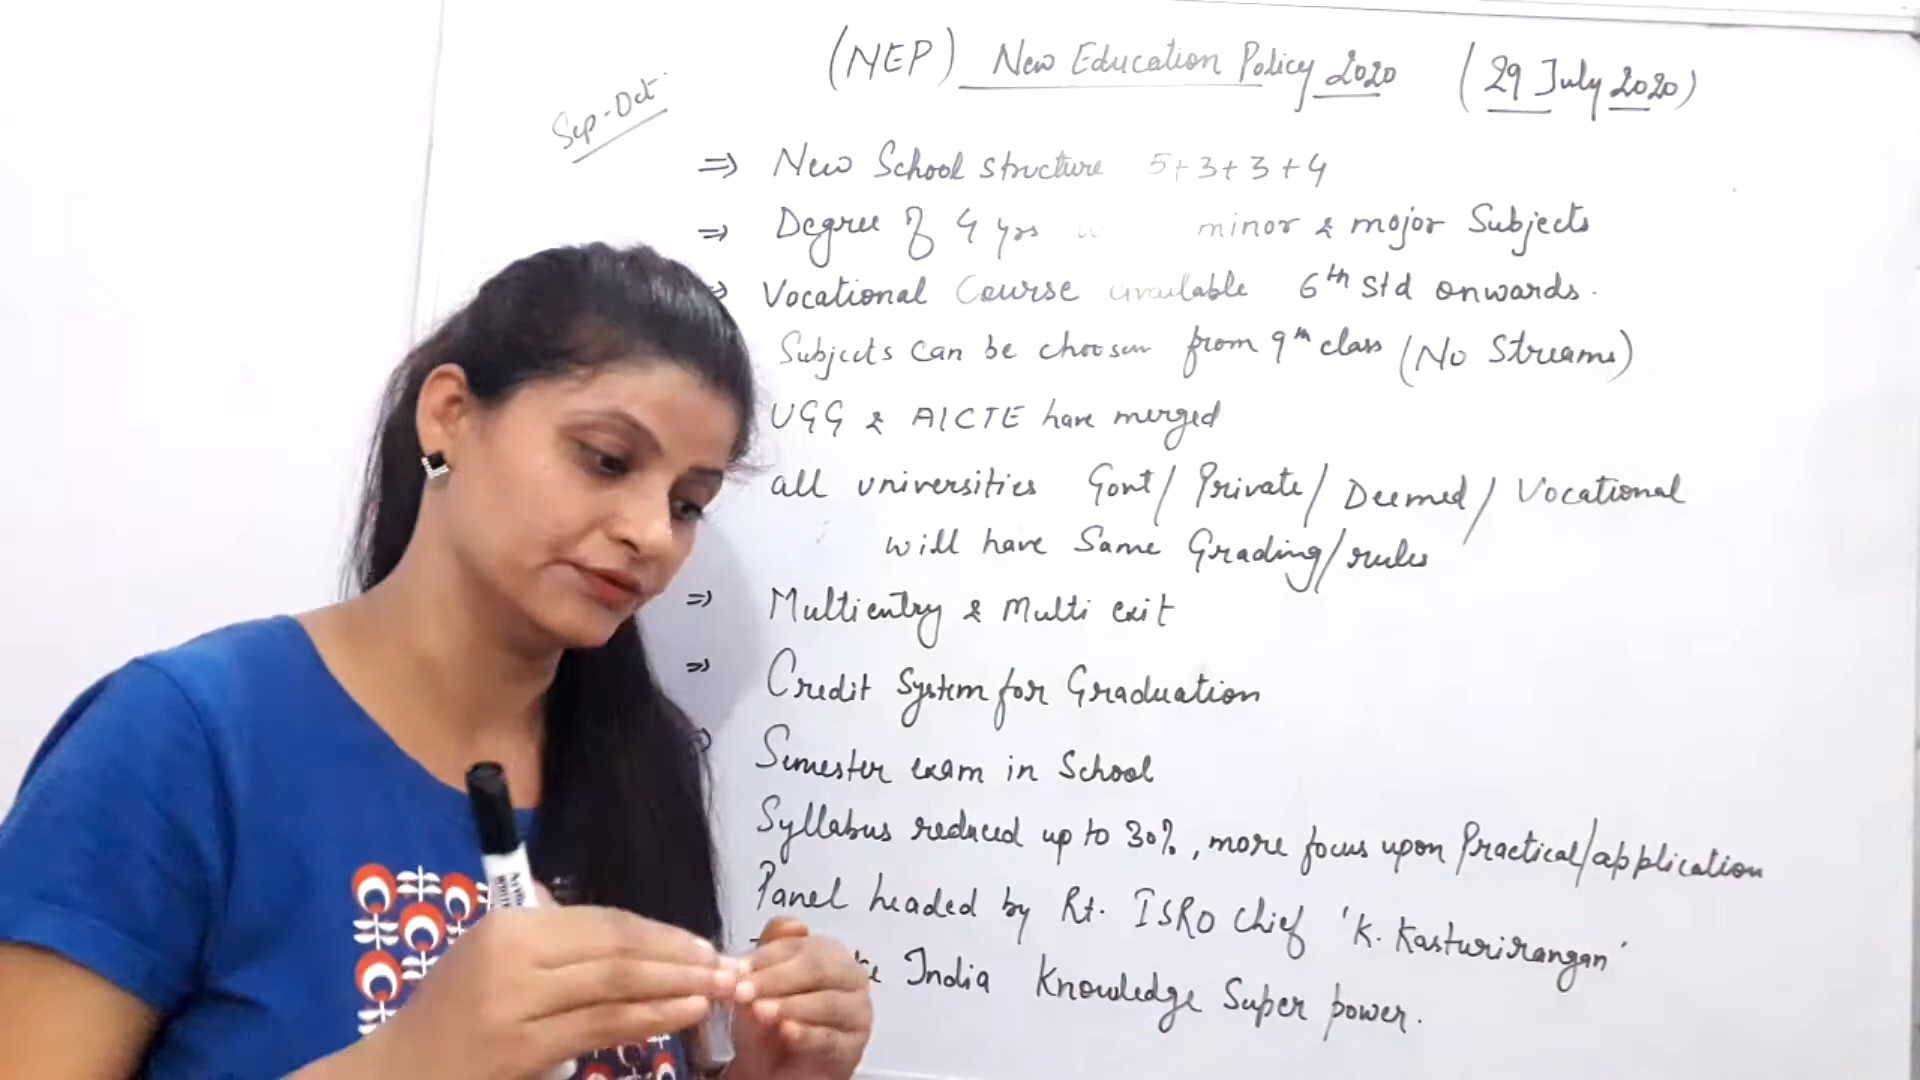 (NEP) New Education Policy 2020 (29 July 2020)
Sep-Oct
⇒ New School structure 5+3+3+4
⇒ Degree of 4 yrs minor & major Subjects
Vocational Course available 6th Std onwards.
Subjects can be choosen from 9th class (No Streams)
UGG & AICTE have merged
all universities Govt/ Private/ Deemed/ Vocational
will have Same Grading/rules
⇒ Multientry & Multi exit
⇒ Credit System for Graduation
Semester exam in School
Syllabus reduced up to 30%, more focus upon Practical/application
Panel headed by Rt. ISRO Chief 'K. Kasturirangan'
India Knowledge Super power.